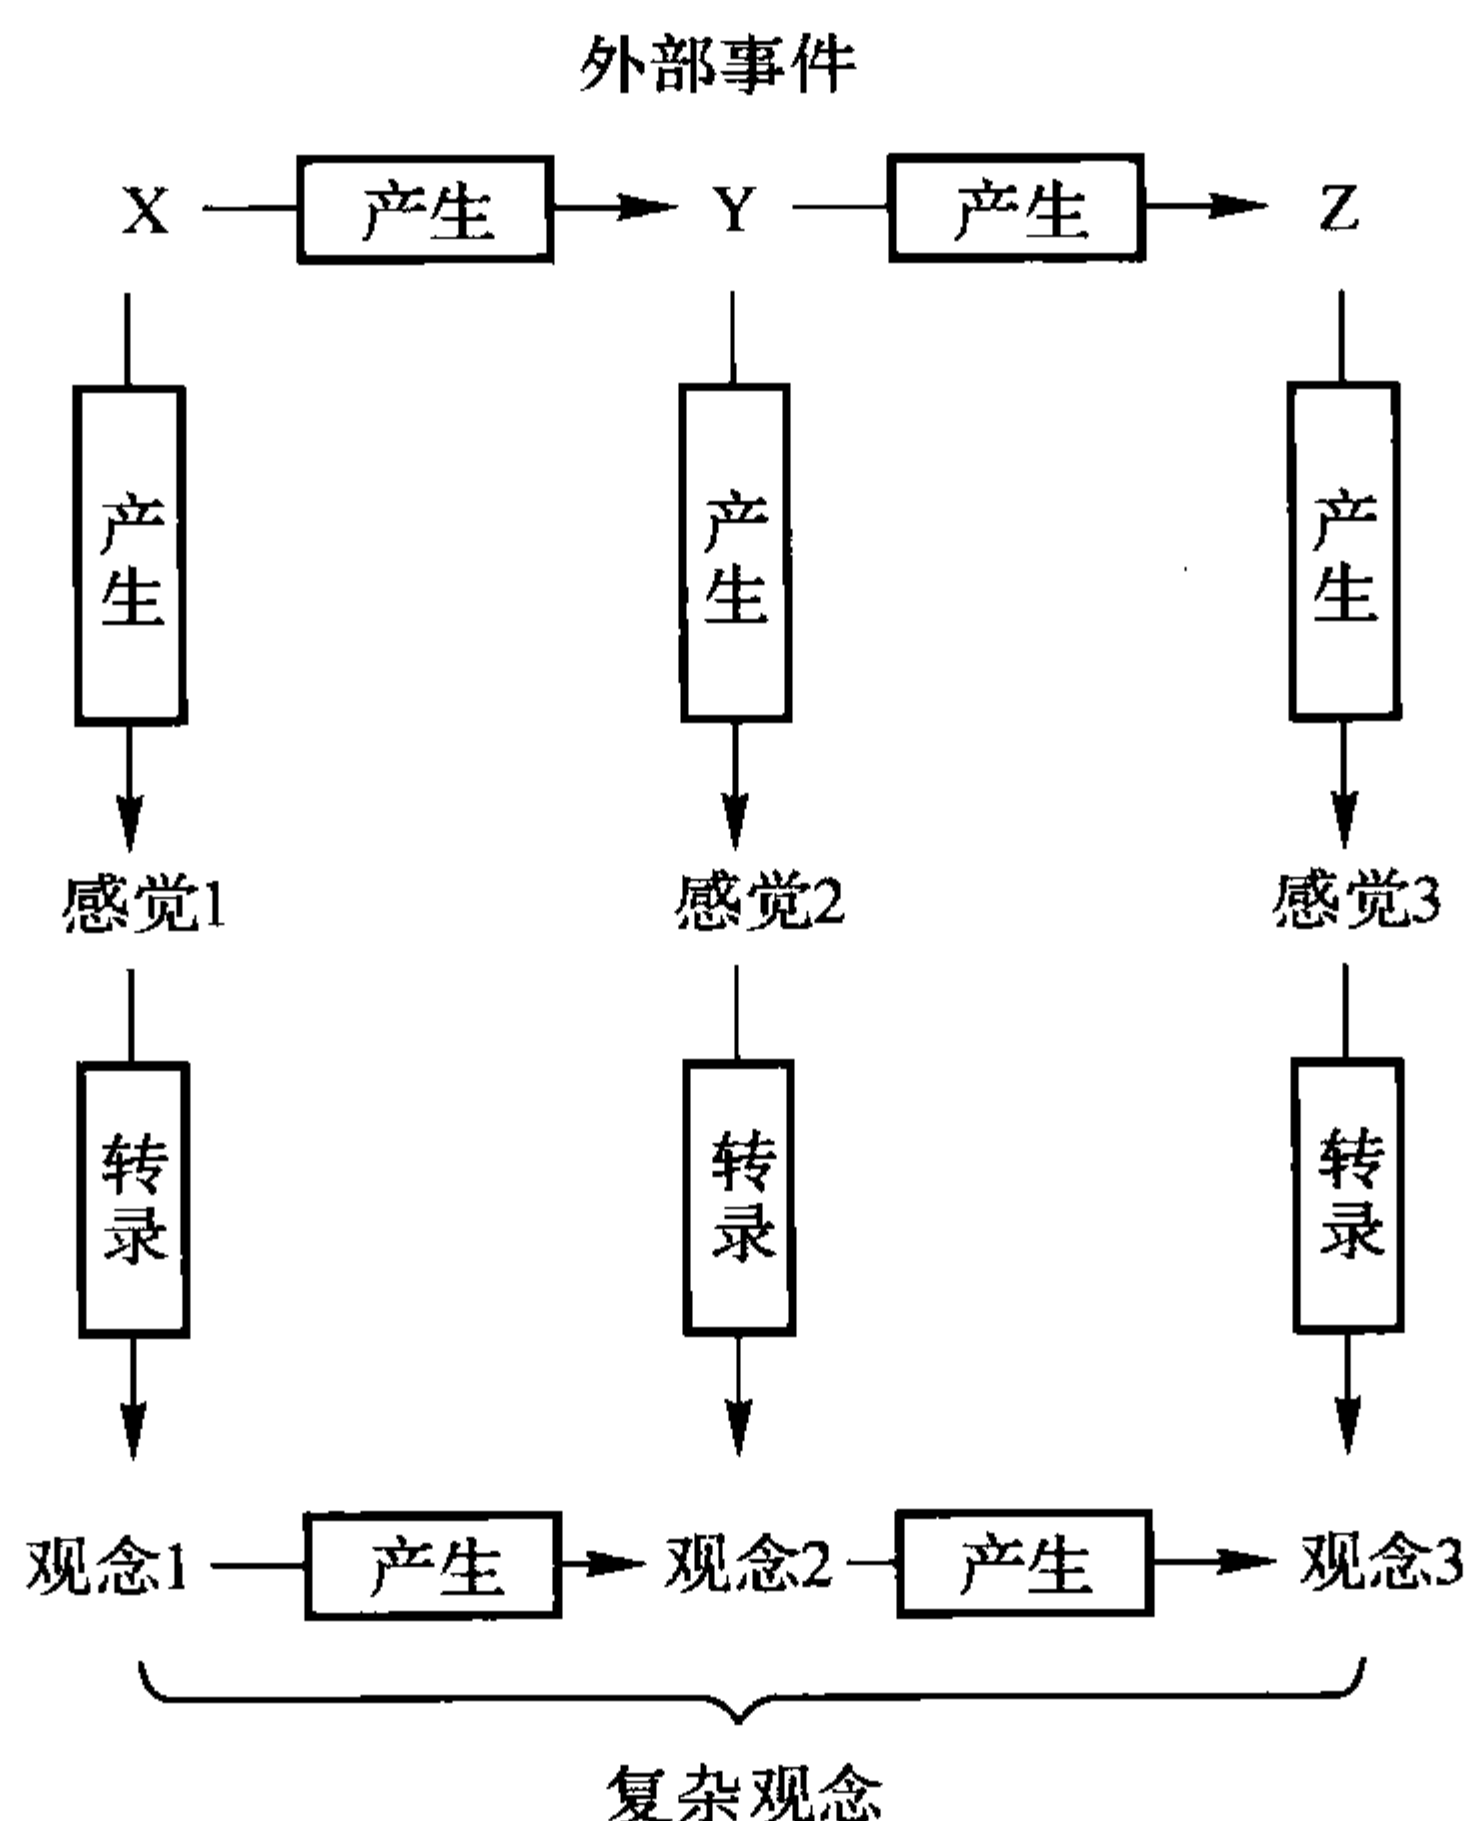 外部事件
X 产生 Y 产生 Z
产生 产生 产生
感觉1 感觉2 感觉3
转录 转录 转录
观念1 产生 观念2 产生 观念3
复杂观念